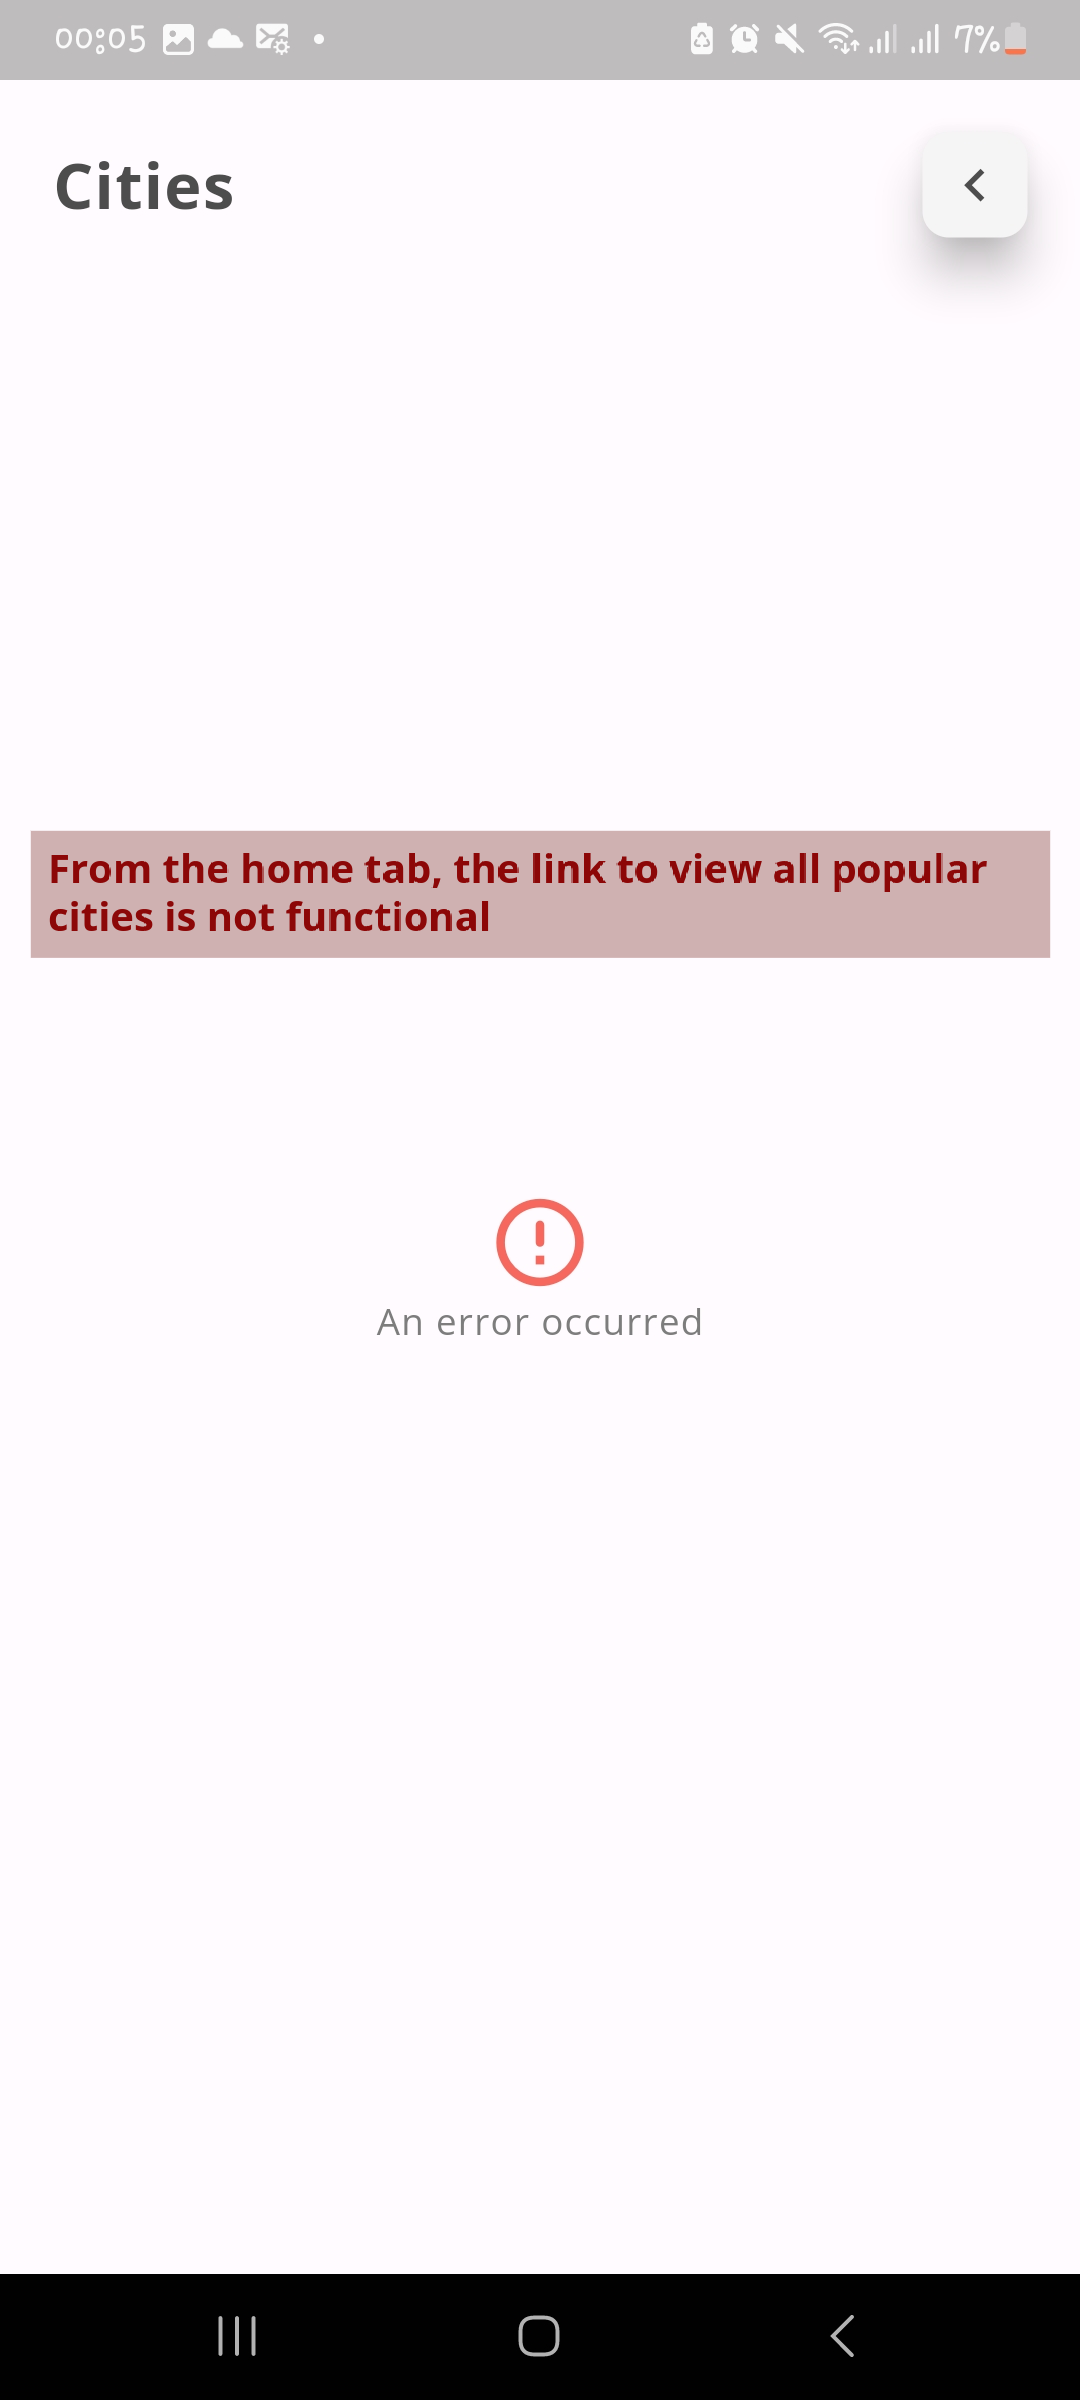 00:05
7%
Cities
From the home tab, the link to view all popular
cities is not functional
An error occurred